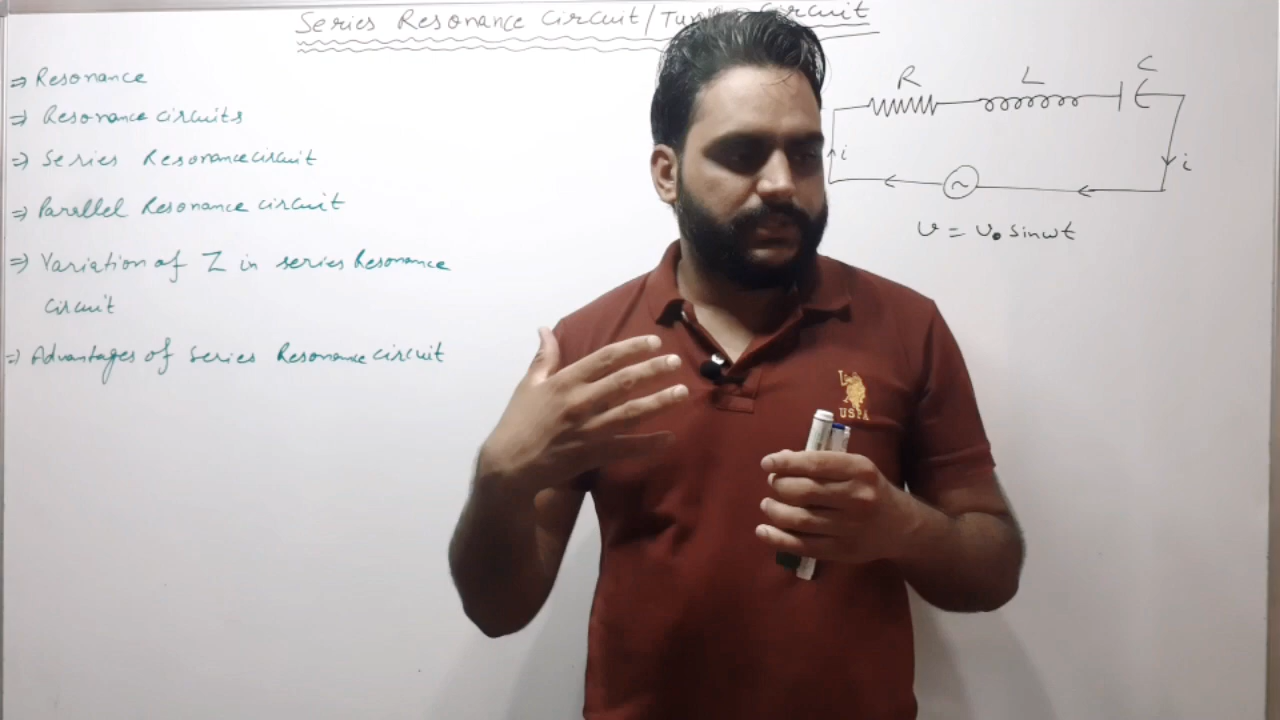 Series Resonance Circuit / Circuit
⇒ Resonance
⇒ Resonance circuits
⇒ Series Resonance circuit
⇒ Parallel Resonance circuit
⇒ Variation of Z in series Resonance
circuit
⇒ Advantages of Series Resonance circuit
R L C
i
i
~
v = v₀ sinωt
USPA